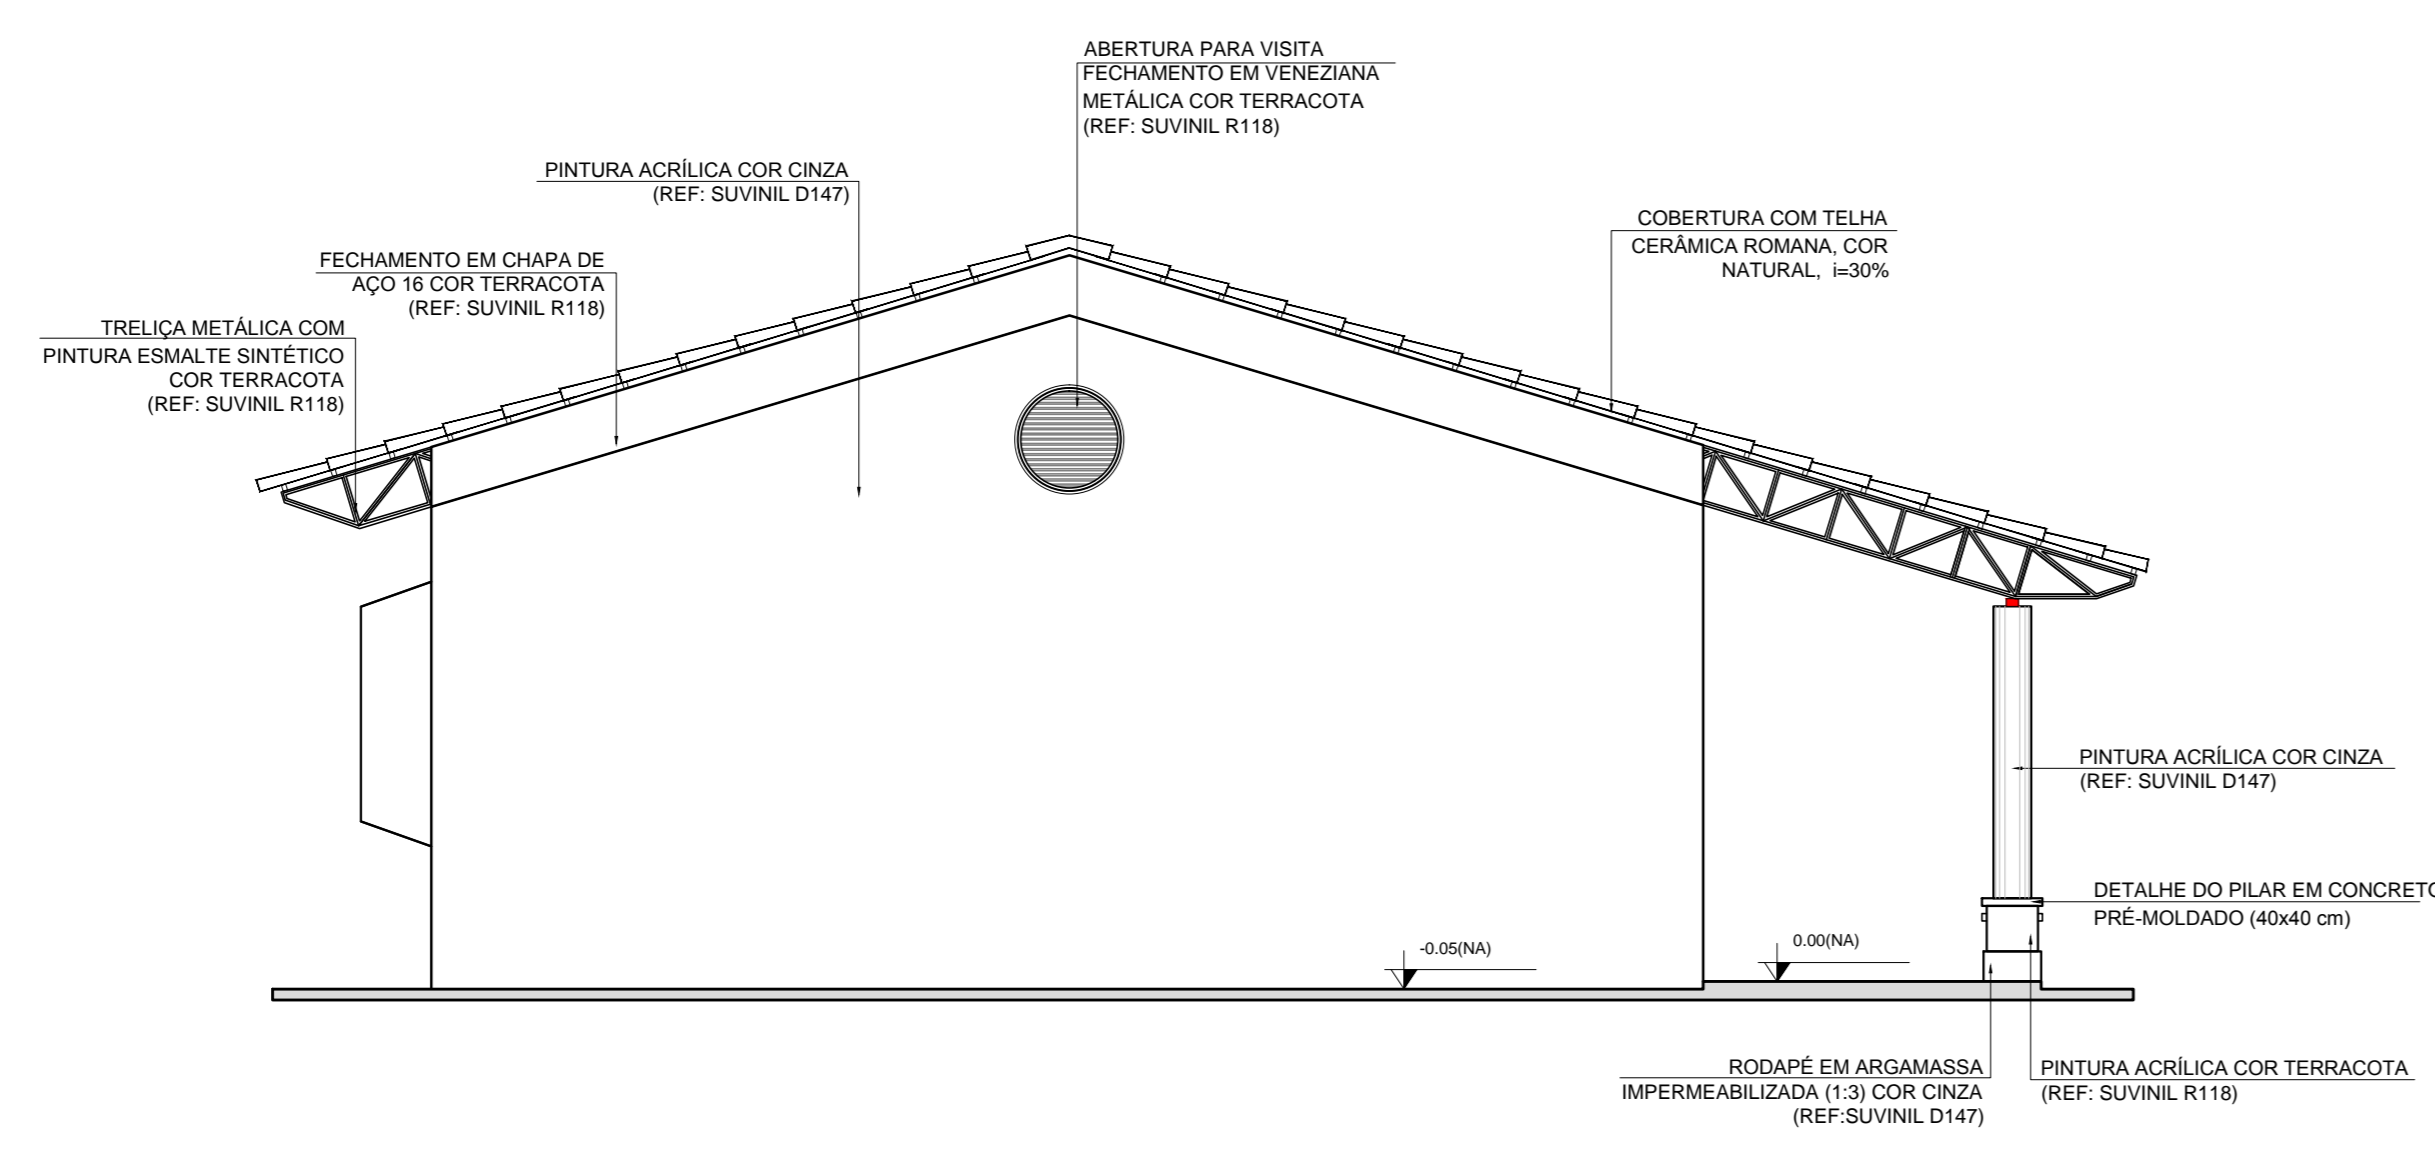 ABERTURA PARA VISITA
FECHAMENTO EM VENEZIANA
METÁLICA COR TERRACOTA
(REF: SUVINIL R118)
PINTURA ACRÍLICA COR CINZA
(REF: SUVINIL D147)
COBERTURA COM TELHA
CERÂMICA ROMANA, COR
NATURAL, i=30%
FECHAMENTO EM CHAPA DE
AÇO 16 COR TERRACOTA
(REF: SUVINIL R118)
TRELIÇA METÁLICA COM
PINTURA ESMALTE SINTÉTICO
COR TERRACOTA
(REF: SUVINIL R118)
PINTURA ACRÍLICA COR CINZA
(REF: SUVINIL D147)
DETALHE DO PILAR EM CONCRETO
PRÉ-MOLDADO (40x40 cm)
-0.05(NA)
0.00(NA)
RODAPÉ EM ARGAMASSA
IMPERMEABILIZADA (1:3) COR CINZA
(REF:SUVINIL D147)
PINTURA ACRÍLICA COR TERRACOTA
(REF: SUVINIL R118)